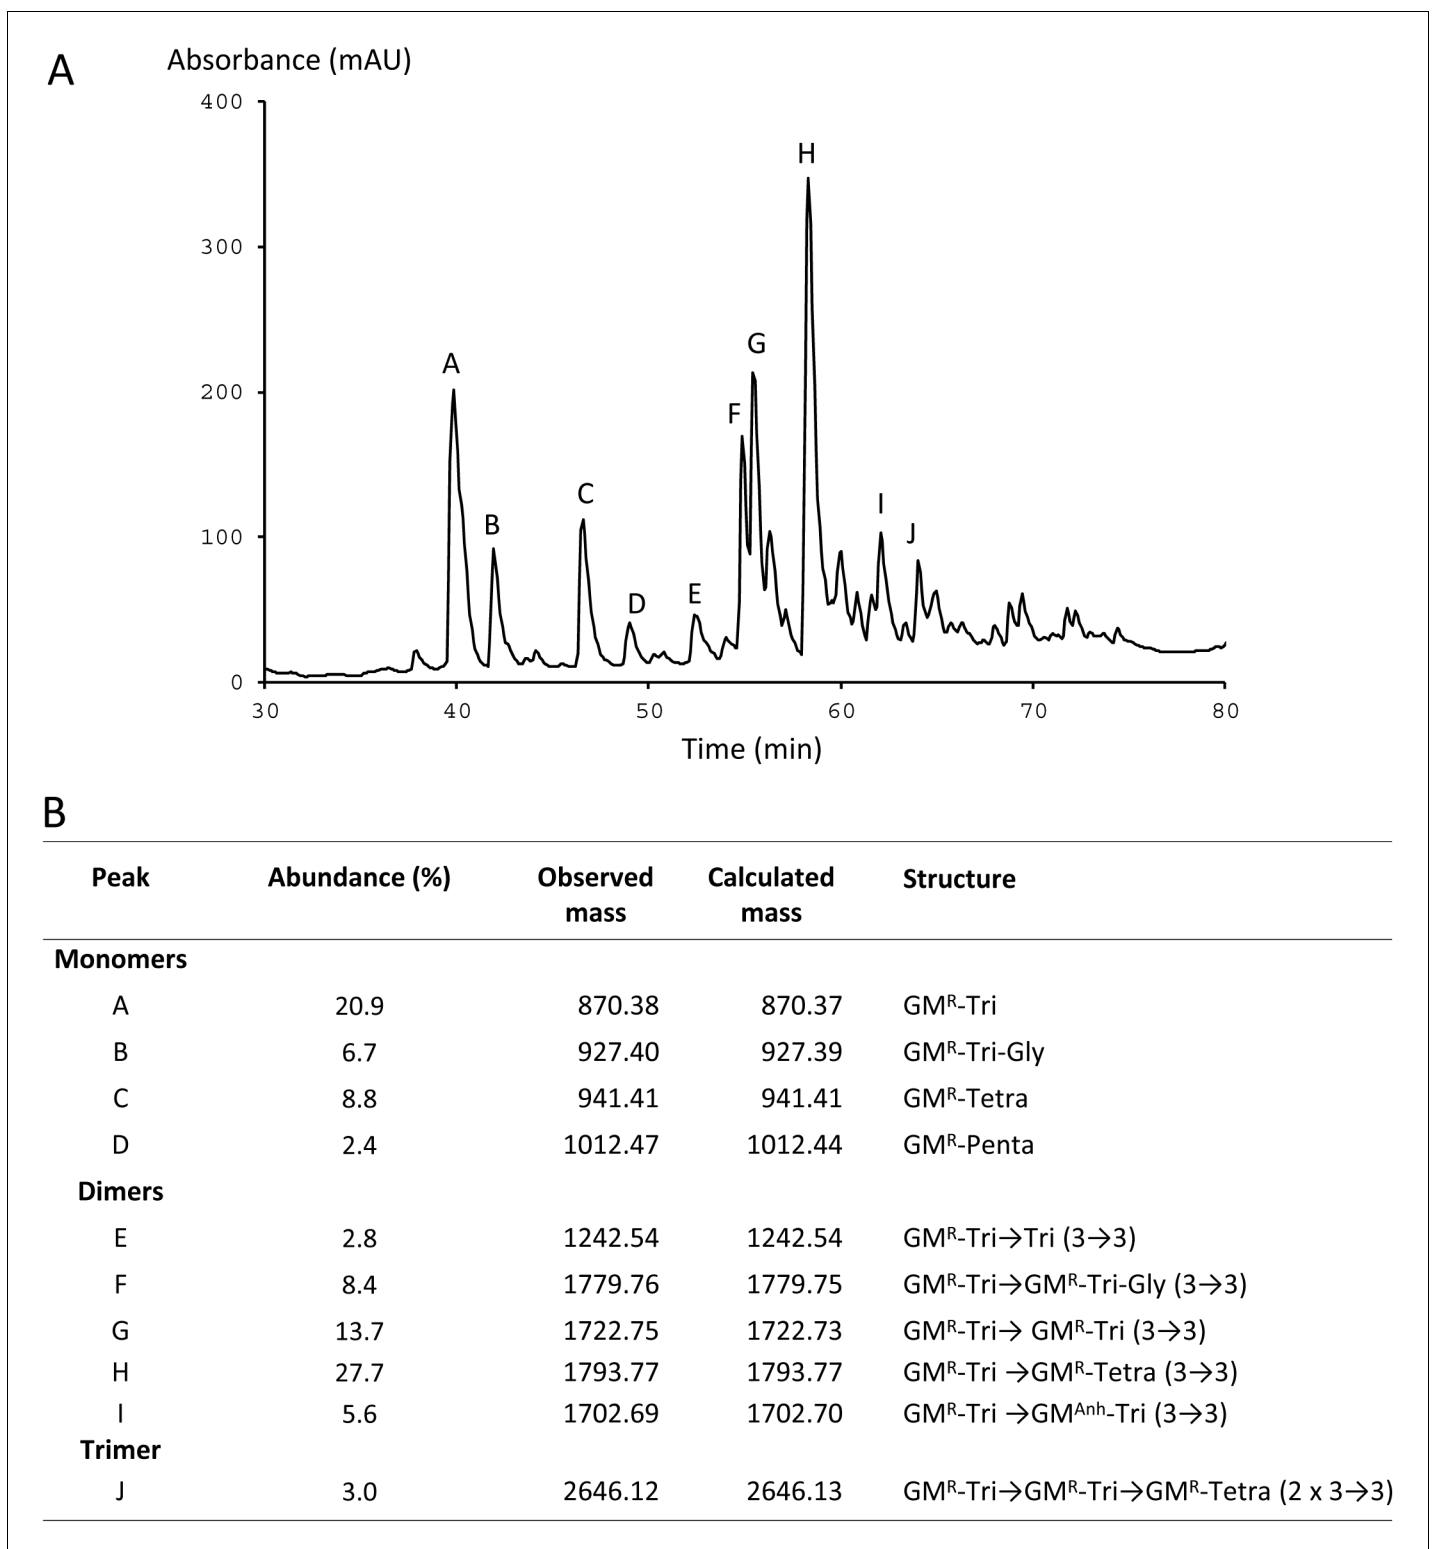 A
Absorbance (mAU)
400
300
200
100
0
H
G
A
F
C
B
I
J
D
E
30 40 50 60 70 80
Time (min)
B
Peak Abundance (%) Observed mass Calculated mass Structure
Monomers
A 20.9 870.38 870.37 GMᴿ-Tri
B 6.7 927.40 927.39 GMᴿ-Tri-Gly
C 8.8 941.41 941.41 GMᴿ-Tetra
D 2.4 1012.47 1012.44 GMᴿ-Penta
Dimers
E 2.8 1242.54 1242.54 GMᴿ-Tri→Tri (3→3)
F 8.4 1779.76 1779.75 GMᴿ-Tri→GMᴿ-Tri-Gly (3→3)
G 13.7 1722.75 1722.73 GMᴿ-Tri→ GMᴿ-Tri (3→3)
H 27.7 1793.77 1793.77 GMᴿ-Tri →GMᴿ-Tetra (3→3)
I 5.6 1702.69 1702.70 GMᴿ-Tri →GMᴬⁿʰ-Tri (3→3)
Trimer
J 3.0 2646.12 2646.13 GMᴿ-Tri→GMᴿ-Tri→GMᴿ-Tetra (2 x 3→3)